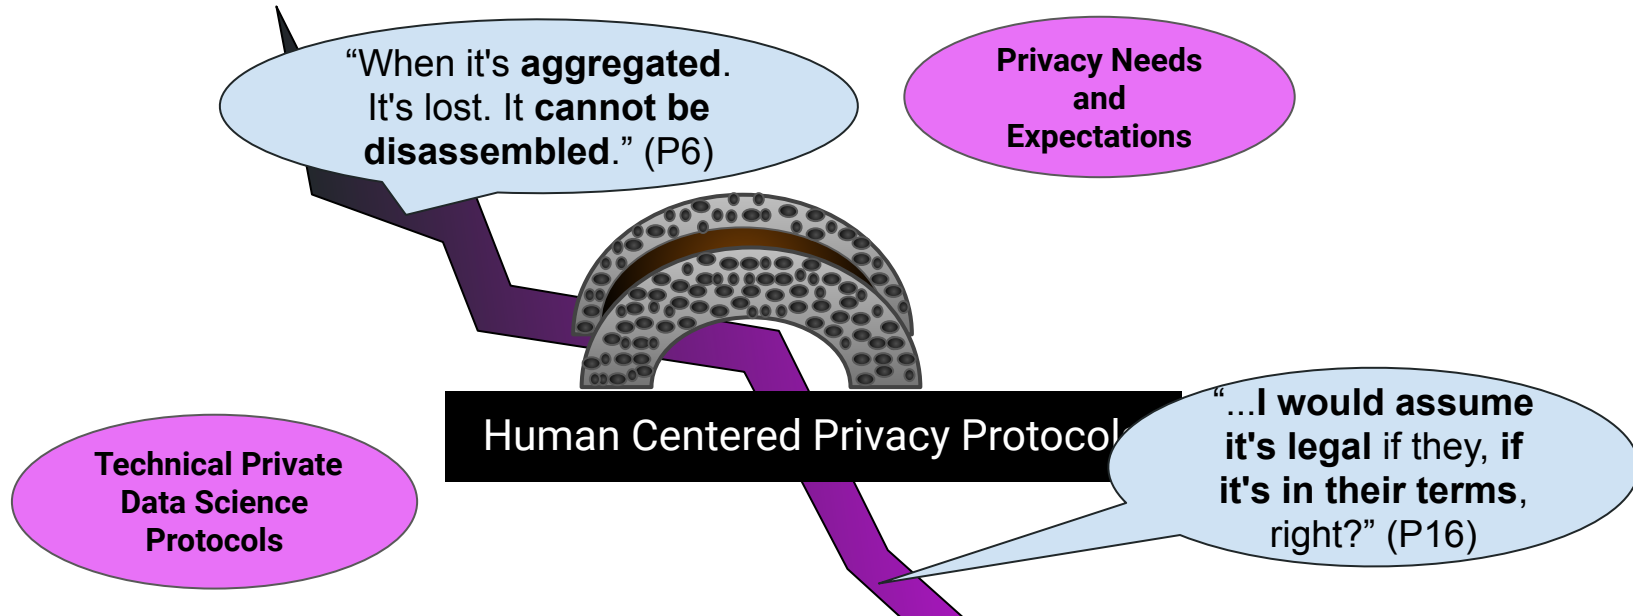 “When it's aggregated.
It's lost. It cannot be
disassembled.” (P6)
Privacy Needs
and
Expectations
Human Centered Privacy Protocol
“...I would assume
it's legal if they, if
it's in their terms,
right?” (P16)
Technical Private
Data Science
Protocols